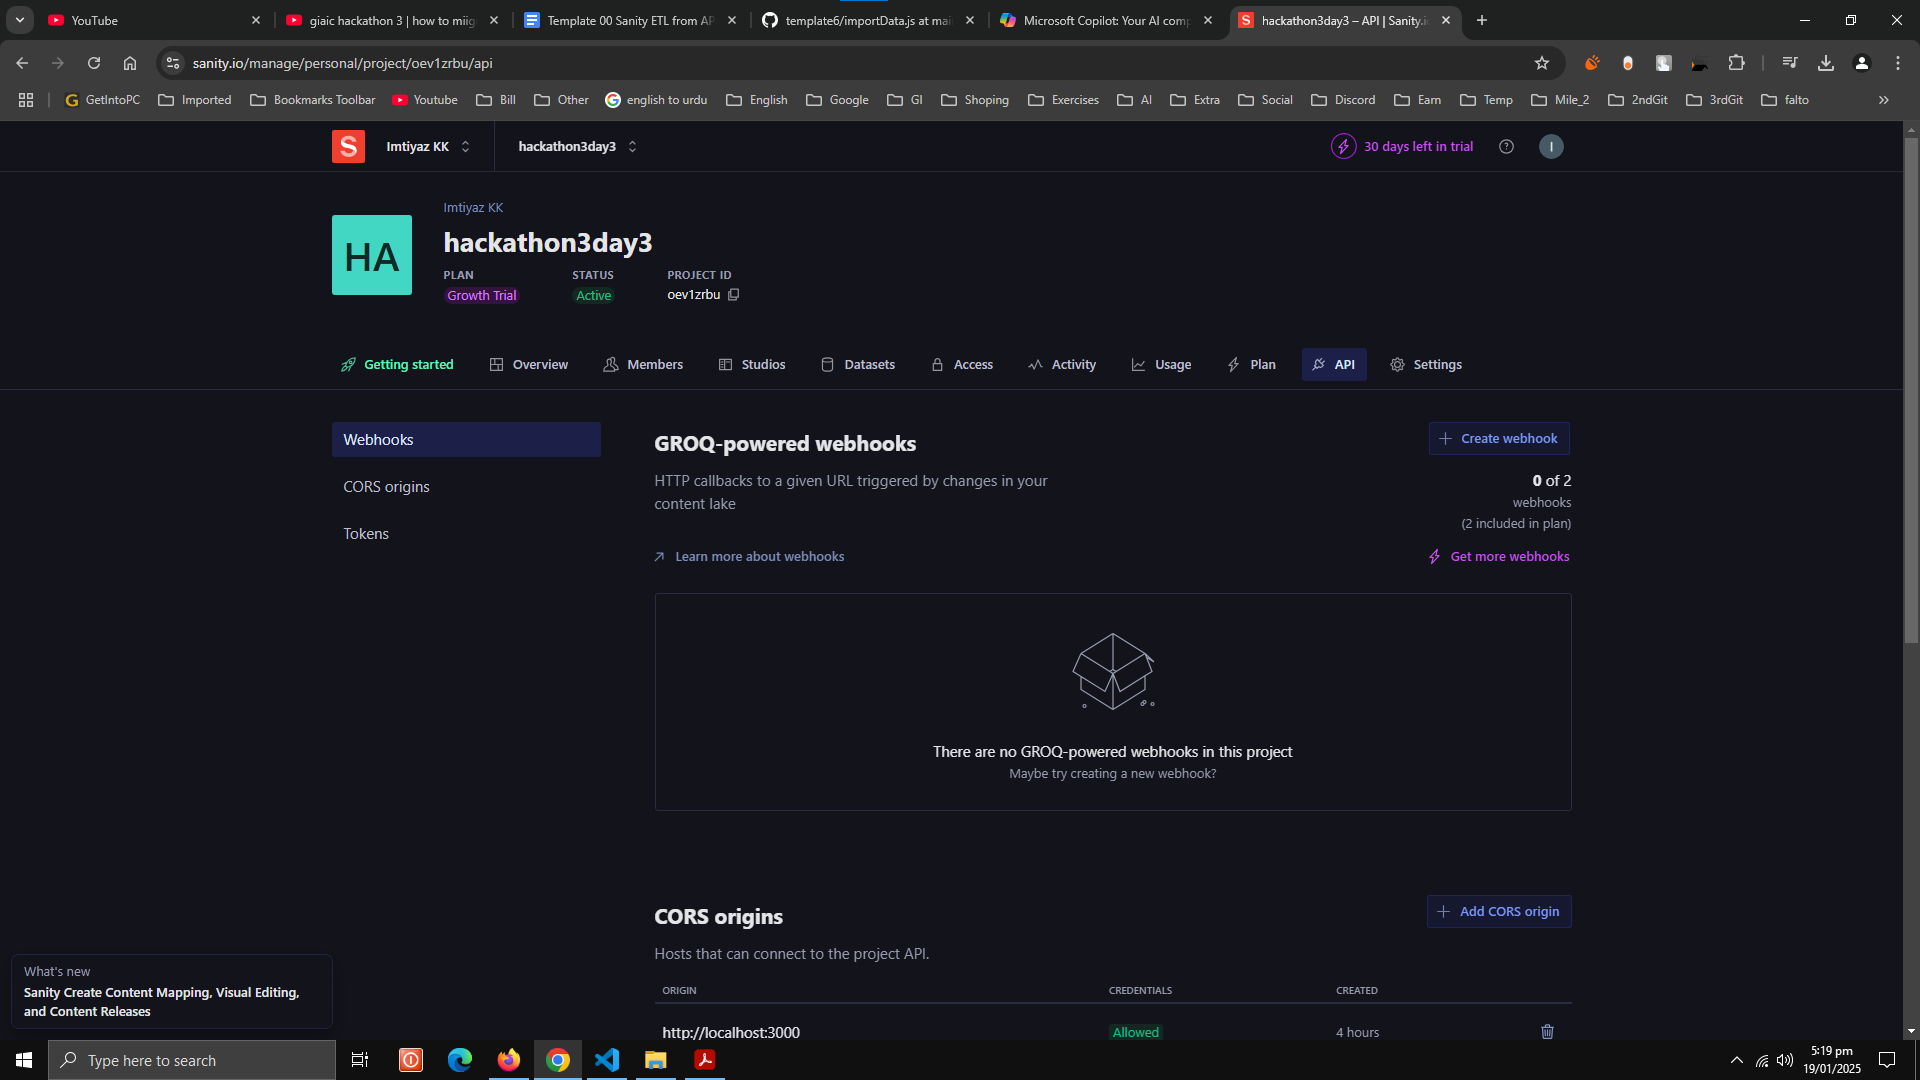 YouTube
giaic hackathon 3 | how to miig
Template 00 Sanity ETL from AP
template6/importData.js at mai
Microsoft Copilot: Your AI comp
hackathon3day3 – API | Sanity.i
sanity.io/manage/personal/project/oev1zrbu/api
GetIntoPC
Imported
Bookmarks Toolbar
Youtube
Bill
Other
english to urdu
English
Google
GI
Shoping
Exercises
AI
Extra
Social
Discord
Earn
Temp
Mile_2
2ndGit
3rdGit
falto
S
Imtiyaz KK
hackathon3day3
30 days left in trial
I
HA
Imtiyaz KK
hackathon3day3
PLAN
STATUS
PROJECT ID
Growth Trial
Active
oev1zrbu
Getting started
Overview
Members
Studios
Datasets
Access
Activity
Usage
Plan
API
Settings
Webhooks
CORS origins
Tokens
GROQ-powered webhooks
Create webhook
HTTP callbacks to a given URL triggered by changes in your
content lake
0 of 2
webhooks
(2 included in plan)
Learn more about webhooks
Get more webhooks
There are no GROQ-powered webhooks in this project
Maybe try creating a new webhook?
CORS origins
Add CORS origin
Hosts that can connect to the project API.
ORIGIN
CREDENTIALS
CREATED
http://localhost:3000
Allowed
4 hours
What's new
Sanity Create Content Mapping, Visual Editing,
and Content Releases
Type here to search
5:19 pm
19/01/2025